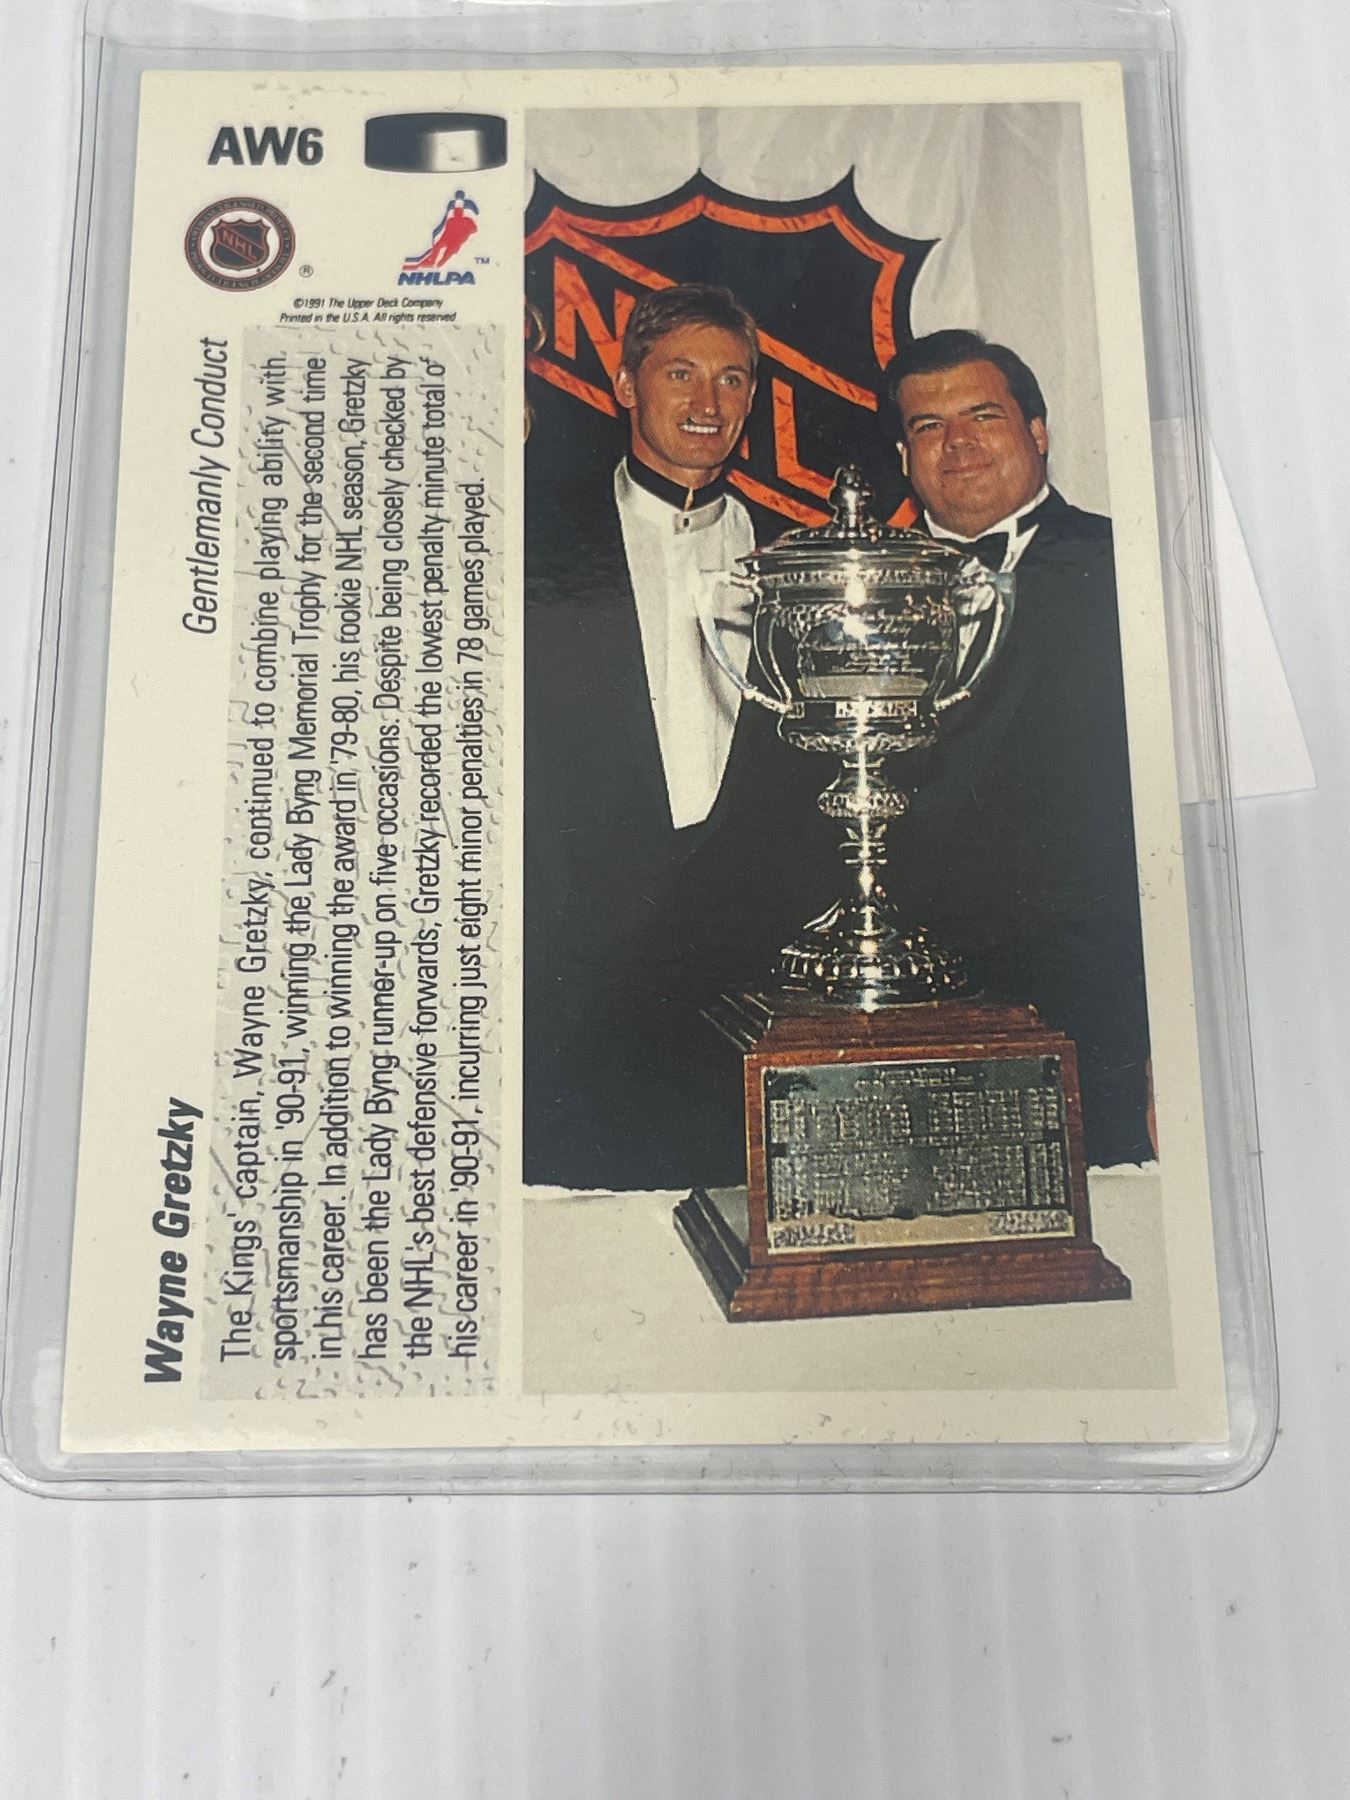 AW6
NHL
®
NHLPA
™
©1991 The Upper Deck Company
Printed in the U.S.A. All rights reserved
NHL
Wayne Gretzky
Gentlemanly Conduct
The Kings' captain, Wayne Gretzky, continued to combine playing ability with
sportsmanship in '90-91, winning the Lady Byng Memorial Trophy for the second time
in his career. In addition to winning the award in '79-80, his rookie NHL season, Gretzky
has been the Lady Byng runner-up on five occasions. Despite being closely checked by
the NHL's best defensive forwards, Gretzky recorded the lowest penalty minute total of
his career in '90-91, incurring just eight minor penalties in 78 games played.